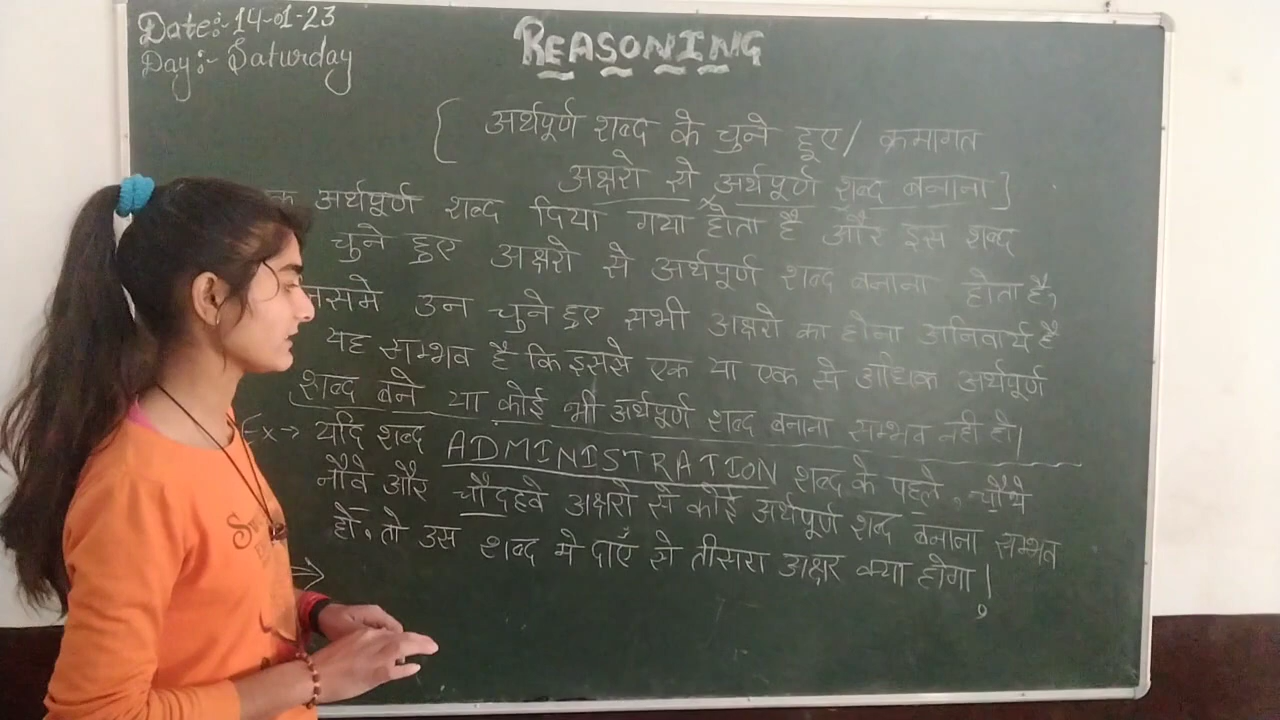 Date:- 14-01-23
Day:- Saturday
REASONING
[ अर्थपूर्ण शब्द के चुने हुए / क्रमागत
अक्षरो से अर्थपूर्ण शब्द बनाना ]
अर्थपूर्ण शब्द दिया गया होता है और इस शब्द
चुने हुए अक्षरो से अर्थपूर्ण शब्द बनाना होता है,
उन चुने हुए सभी अक्षरो का होना अनिवार्य है
यह सम्भव है कि इससे एक या एक से अधिक अर्थपूर्ण
शब्द बने या कोई भी अर्थपूर्ण शब्द बनाना सम्भव नही हो।
Ex→ यदि शब्द ADMINISTRATION शब्द के पहले, चौथे
नौवे और चौदहवे अक्षरो से कोई अर्थपूर्ण शब्द बनाना सम्भव
हो, तो उस शब्द मे दाएँ से तीसरा अक्षर क्या होगा।